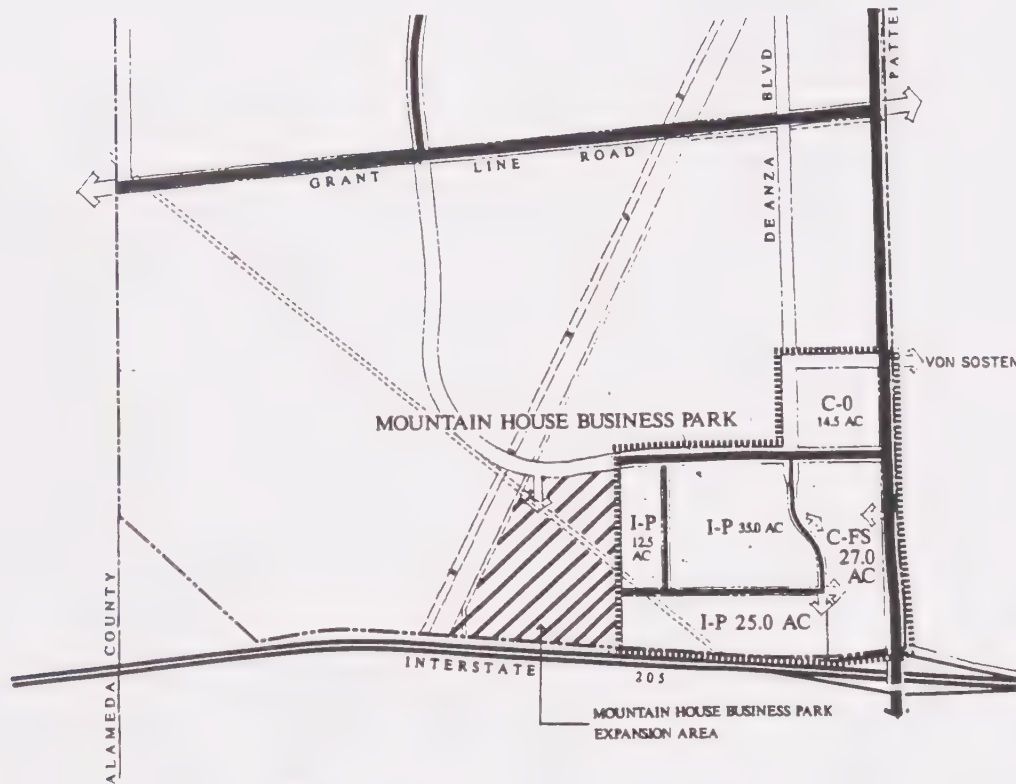 PATTE
BLVD
DE ANZA
GRANT LINE ROAD
VON SOSTEN
C-0
14.5 AC
MOUNTAIN HOUSE BUSINESS PARK
I-P
12.5
AC
I-P 35.0 AC
C-FS
27.0
AC
I-P 25.0 AC
INTERSTATE 205
ALAMEDA COUNTY
MOUNTAIN HOUSE BUSINESS PARK
EXPANSION AREA